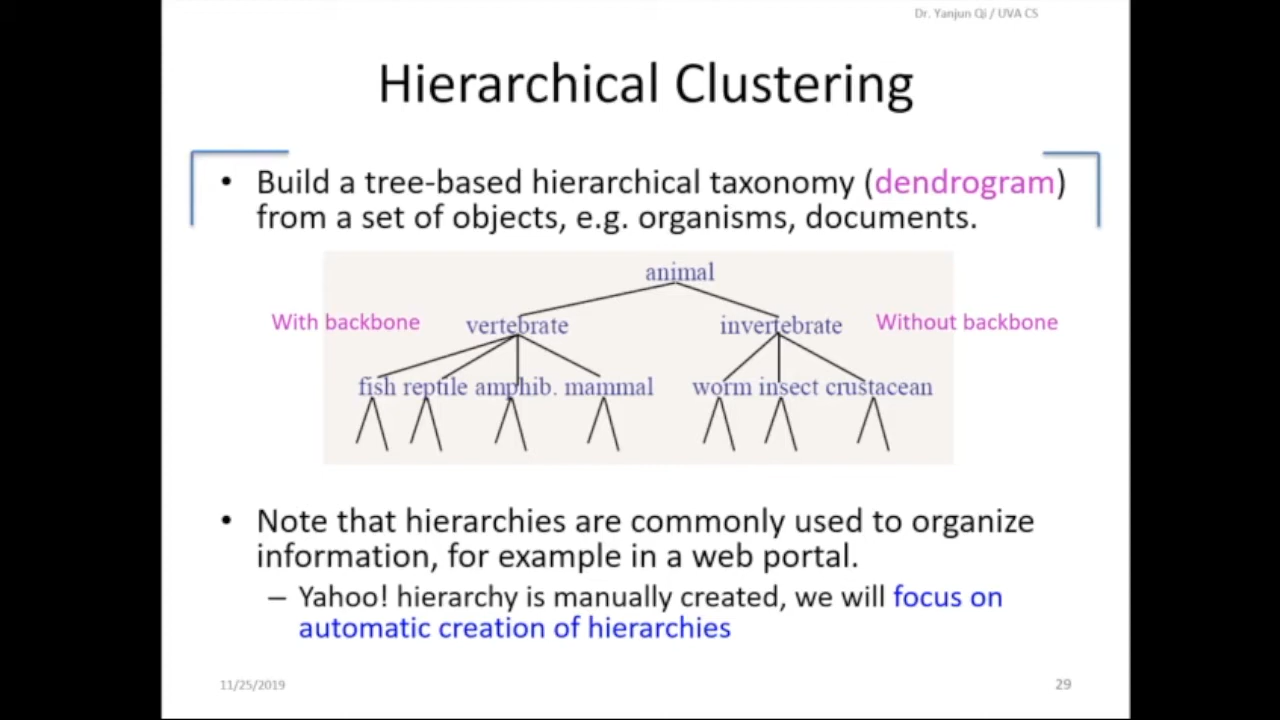 Dr. Yanjun Qi / UVA CS
Hierarchical Clustering
• Build a tree-based hierarchical taxonomy (dendrogram)
from a set of objects, e.g. organisms, documents.
animal
With backbone vertebrate invertebrate Without backbone
fish reptile amphib. mammal worm insect crustacean
• Note that hierarchies are commonly used to organize
information, for example in a web portal.
– Yahoo! hierarchy is manually created, we will focus on
automatic creation of hierarchies
11/25/2019 29